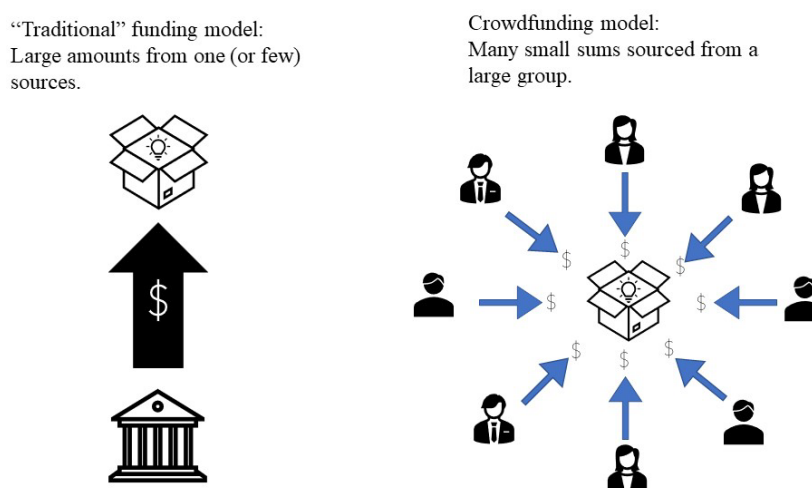 “Traditional” funding model:
Large amounts from one (or few)
sources.
Crowdfunding model:
Many small sums sourced from a
large group.
$
$
$
$
$
$
$
$
$